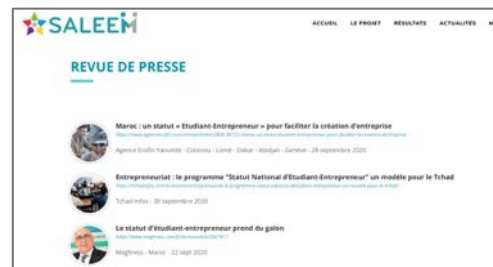 SALEEM
ACCUEIL LE PROJET RÉSULTATS ACTUALITÉS
REVUE DE PRESSE
Maroc : un statut « Etudiant-Entrepreneur » pour faciliter la création d'entreprise
Agence Ecofin Yaoundé - Cotonou - Lomé - Dakar - Abidjan - Genève - 28 septembre 2020
Entrepreneuriat : le programme "Statut National d'Etudiant-Entrepreneur" un modèle pour le Tchad
Tchad Infos - 30 septembre 2020
Le statut d'étudiant-entrepreneur prend du galon
Maghress - Maroc - 22 sept 2020